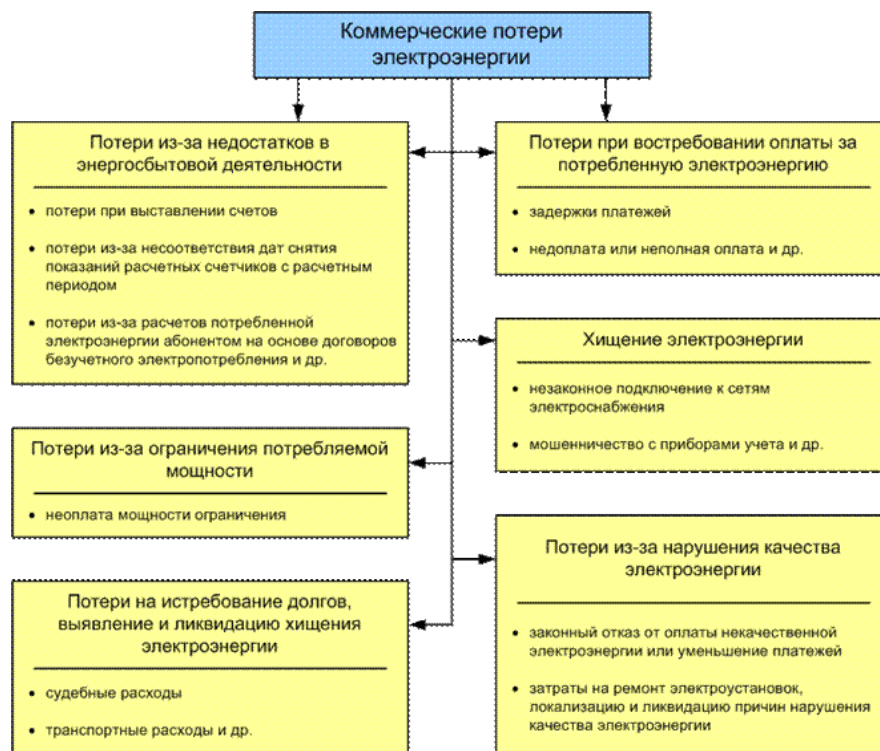 Коммерческие потери
электроэнергии
Потери из-за недостатков в
энергосбытовой деятельности
• потери при выставлении счетов
• потери из-за несоответствия дат снятия
показаний расчетных счетчиков с расчетным
периодом
• потери из-за расчетов потребленной
электроэнергии абонентом на основе договоров
безучетного электропотребления и др.
Потери при востребовании оплаты за
потребленную электроэнергию
• задержки платежей
• недоплата или неполная оплата и др.
Хищение электроэнергии
• незаконное подключение к сетям
электроснабжения
• мошенничество с приборами учета и др.
Потери из-за ограничения потребляемой
мощности
• неоплата мощности ограничения
Потери из-за нарушения качества
электроэнергии
• законный отказ от оплаты некачественной
электроэнергии или уменьшение платежей
• затраты на ремонт электроустановок,
локализацию и ликвидацию причин нарушения
качества электроэнергии
Потери на истребование долгов,
выявление и ликвидацию хищения
электроэнергии
• судебные расходы
• транспортные расходы и др.